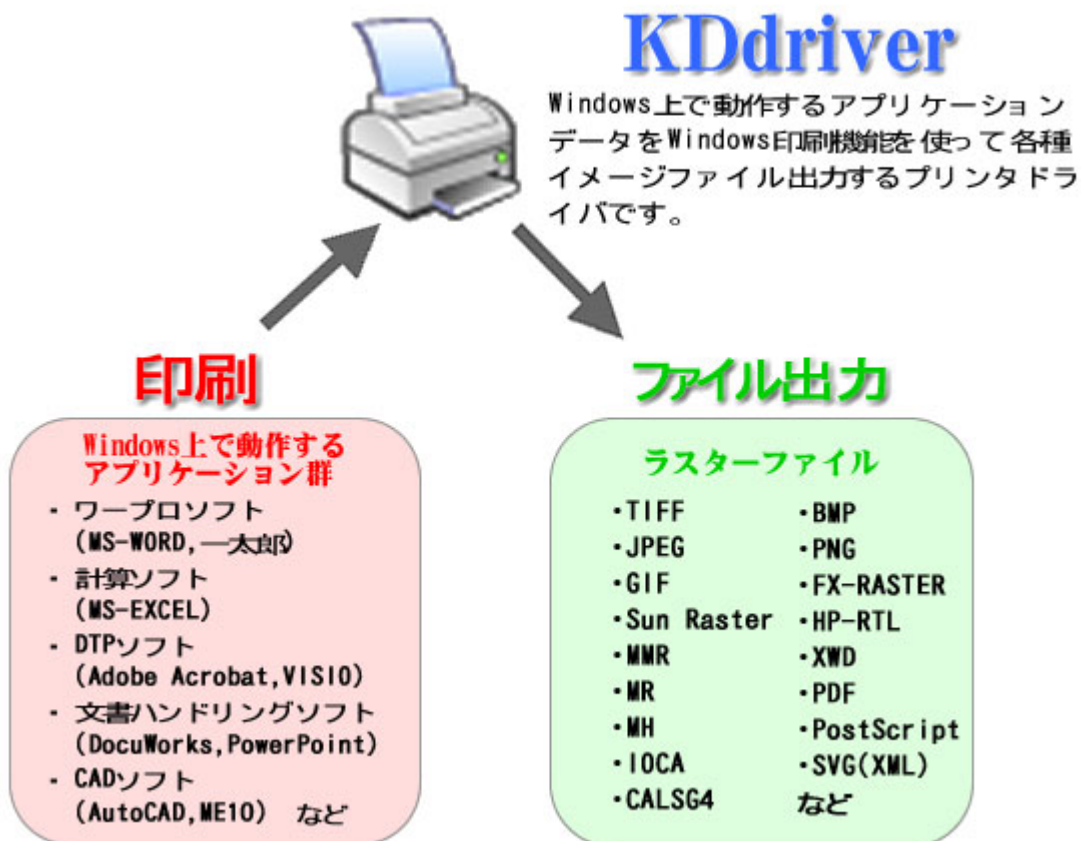 KDdriver
Windows上で動作するアプリケーション
データをWindows印刷機能を使って各種
イメージファイル出力するプリンタドラ
イバです。
印刷
Windows上で動作する
アプリケーション群
- ワープロソフト
(MS-WORD,一太郎)
- 計算ソフト
(MS-EXCEL)
- DTPソフト
(Adobe Acrobat,VISIO)
- 文書ハンドリングソフト
(DocuWorks,PowerPoint)
- CADソフト
(AutoCAD,ME10) など
ファイル出力
ラスターファイル
・TIFF
・JPEG
・GIF
・Sun Raster
・MMR
・MR
・MH
・IOCA
・CALSG4
・BMP
・PNG
・FX-RASTER
・HP-RTL
・XWD
・PDF
・PostScript
・SVG(XML)
など